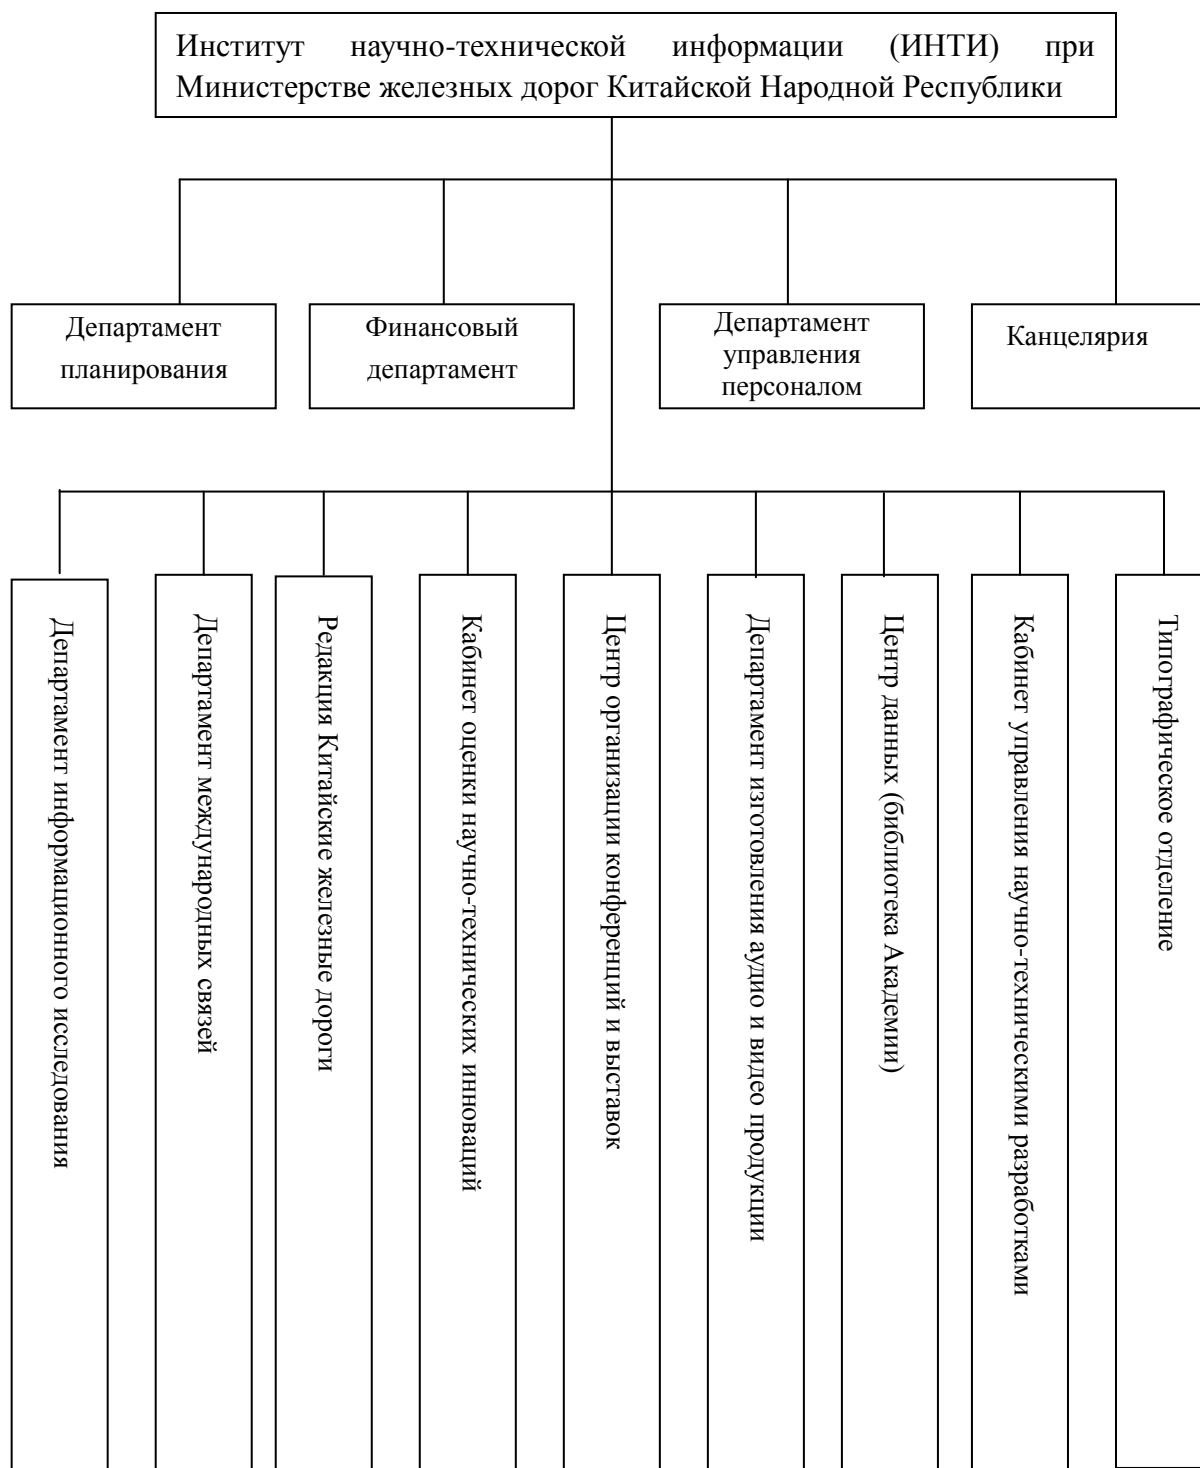 Институт научно-технической информации (ИНТИ) при
Министерстве железных дорог Китайской Народной Республики
Департамент
планирования
Финансовый
департамент
Департамент
управления
персоналом
Канцелярия
Департамент информационного исследования
Департамент международных связей
Редакция Китайские железные дороги
Кабинет оценки научно-технических инноваций
Центр организации конференций и выставок
Департамент изготовления аудио и видео продукции
Центр данных (библиотека Академии)
Кабинет управления научно-техническими разработками
Типографическое отделение